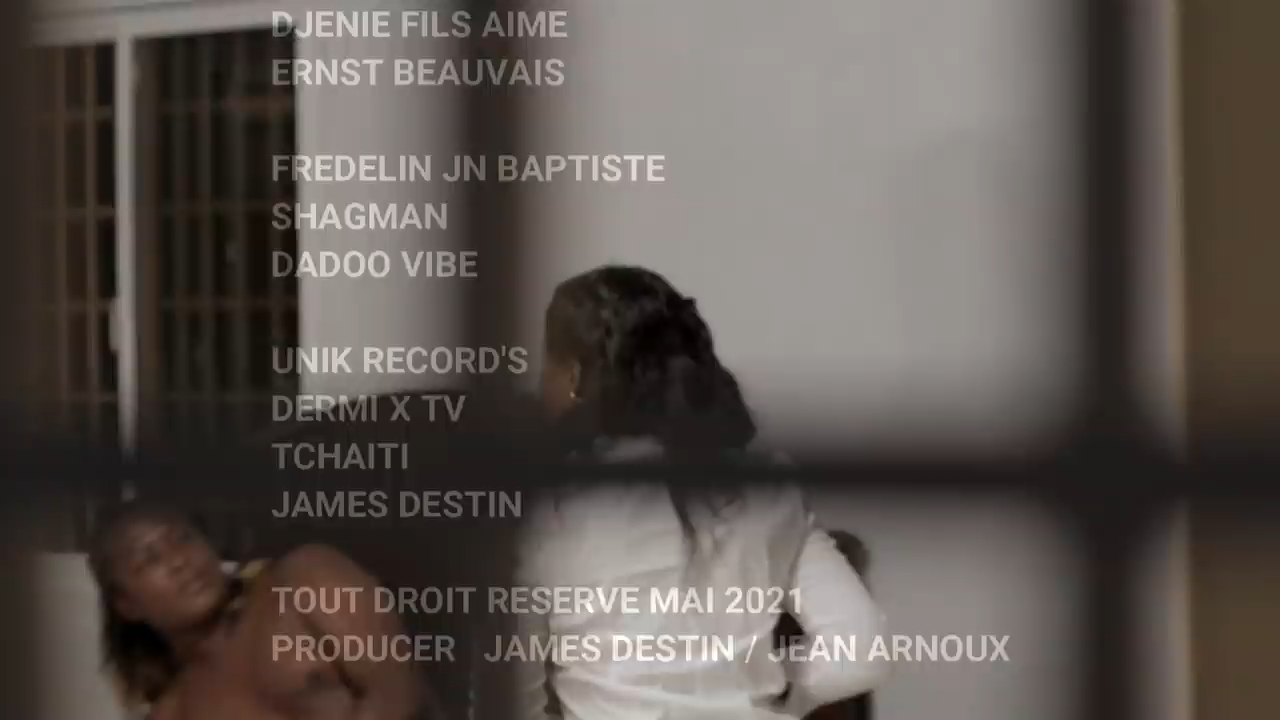 DJENIE FILS AIME
ERNST BEAUVAIS
FREDELIN JN BAPTISTE
SHAGMAN
DADOO VIBE
UNIK RECORD'S
DERMI X TV
TCHAITI
JAMES DESTIN
TOUT DROIT RESERVE MAI 2021
PRODUCER JAMES DESTIN / JEAN ARNOUX